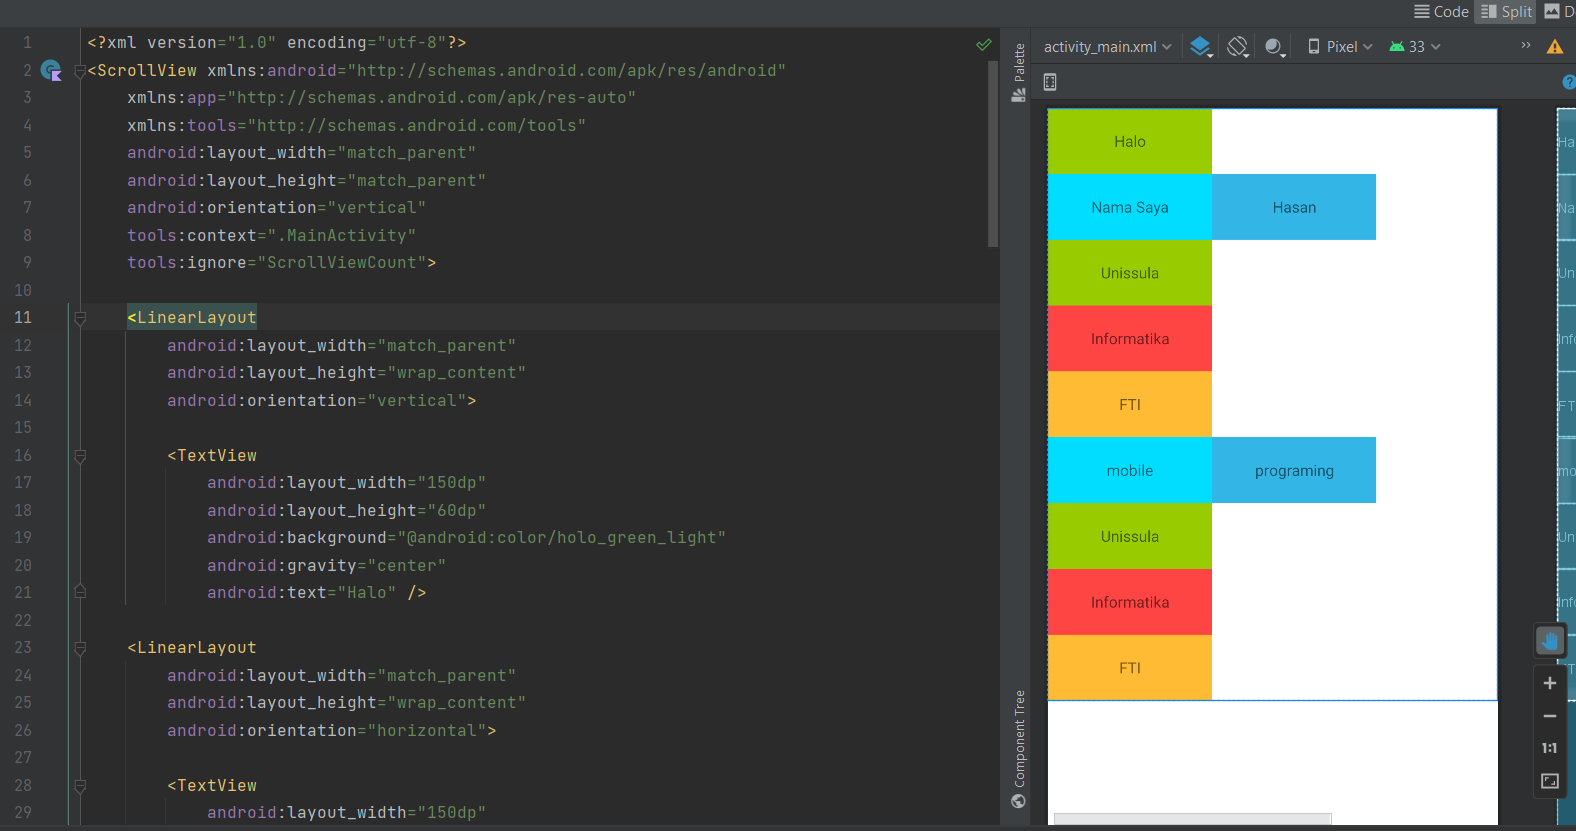 Code Split D
1 <?xml version="1.0" encoding="utf-8"?>
2 <ScrollView xmlns:android="http://schemas.android.com/apk/res/android"
3 xmlns:app="http://schemas.android.com/apk/res-auto"
4 xmlns:tools="http://schemas.android.com/tools"
5 android:layout_width="match_parent"
6 android:layout_height="match_parent"
7 android:orientation="vertical"
8 tools:context=".MainActivity"
9 tools:ignore="ScrollViewCount">
10
11 <LinearLayout
12 android:layout_width="match_parent"
13 android:layout_height="wrap_content"
14 android:orientation="vertical">
15
16 <TextView
17 android:layout_width="150dp"
18 android:layout_height="60dp"
19 android:background="@android:color/holo_green_light"
20 android:gravity="center"
21 android:text="Halo" />
22
23 <LinearLayout
24 android:layout_width="match_parent"
25 android:layout_height="wrap_content"
26 android:orientation="horizontal">
27
28 <TextView
29 android:layout_width="150dp"
Palette
Component Tree
activity_main.xml Pixel 33
Halo
Nama Saya Hasan
Unissula
Informatika
FTI
mobile programing
Unissula
Informatika
FTI
Ha
Na
Un
Info
FT
mo
Un
Info
T
1:1